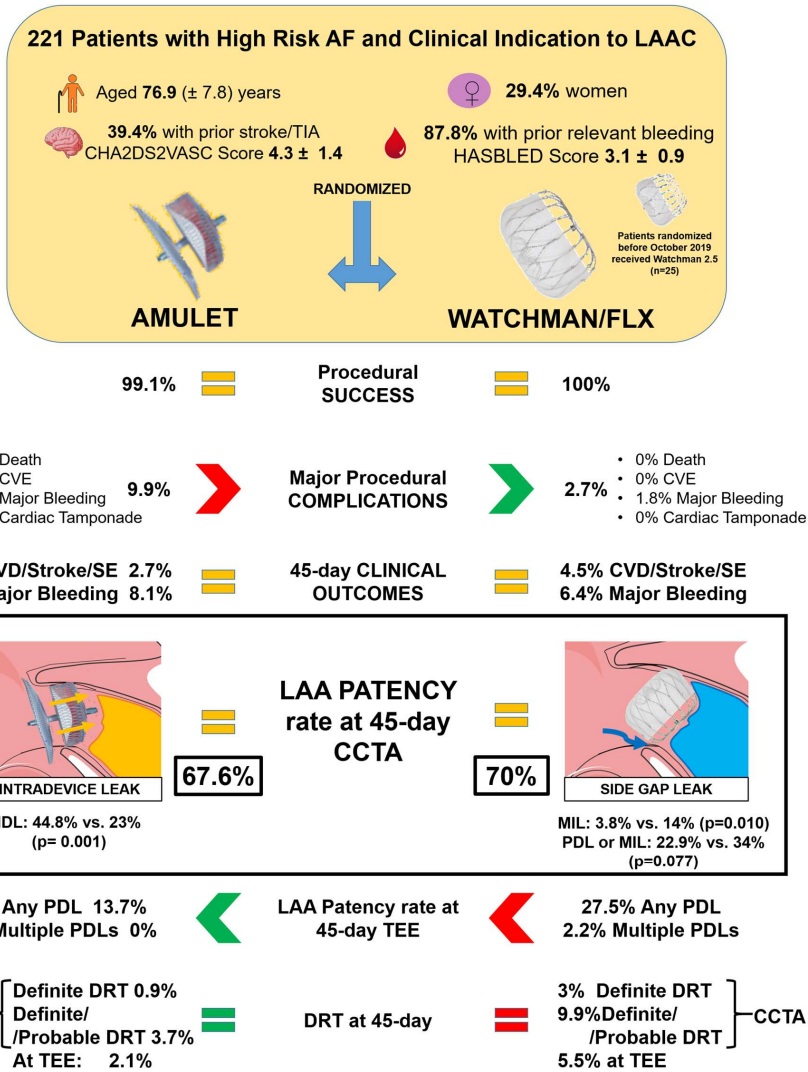 221 Patients with High Risk AF and Clinical Indication to LAAC
Aged 76.9 (± 7.8) years
29.4% women
39.4% with prior stroke/TIA
CHA2DS2VASC Score 4.3 ± 1.4
87.8% with prior relevant bleeding
HASBLED Score 3.1 ± 0.9
RANDOMIZED
Patients randomized
before October 2019
received Watchman 2.5
(n=25)
AMULET
WATCHMAN/FLX
99.1%
Procedural
SUCCESS
100%
Death
CVE
Major Bleeding
Cardiac Tamponade
9.9%
Major Procedural
COMPLICATIONS
2.7%
• 0% Death
• 0% CVE
• 1.8% Major Bleeding
• 0% Cardiac Tamponade
VD/Stroke/SE 2.7%
ajor Bleeding 8.1%
45-day CLINICAL
OUTCOMES
4.5% CVD/Stroke/SE
6.4% Major Bleeding
LAA PATENCY
rate at 45-day
CCTA
67.6%
70%
INTRADEVICE LEAK
DL: 44.8% vs. 23%
(p= 0.001)
SIDE GAP LEAK
MIL: 3.8% vs. 14% (p=0.010)
PDL or MIL: 22.9% vs. 34%
(p=0.077)
Any PDL 13.7%
Multiple PDLs 0%
LAA Patency rate at
45-day TEE
27.5% Any PDL
2.2% Multiple PDLs
Definite DRT 0.9%
Definite/
/Probable DRT 3.7%
At TEE: 2.1%
DRT at 45-day
3% Definite DRT
9.9%Definite/
/Probable DRT
CCTA
5.5% at TEE